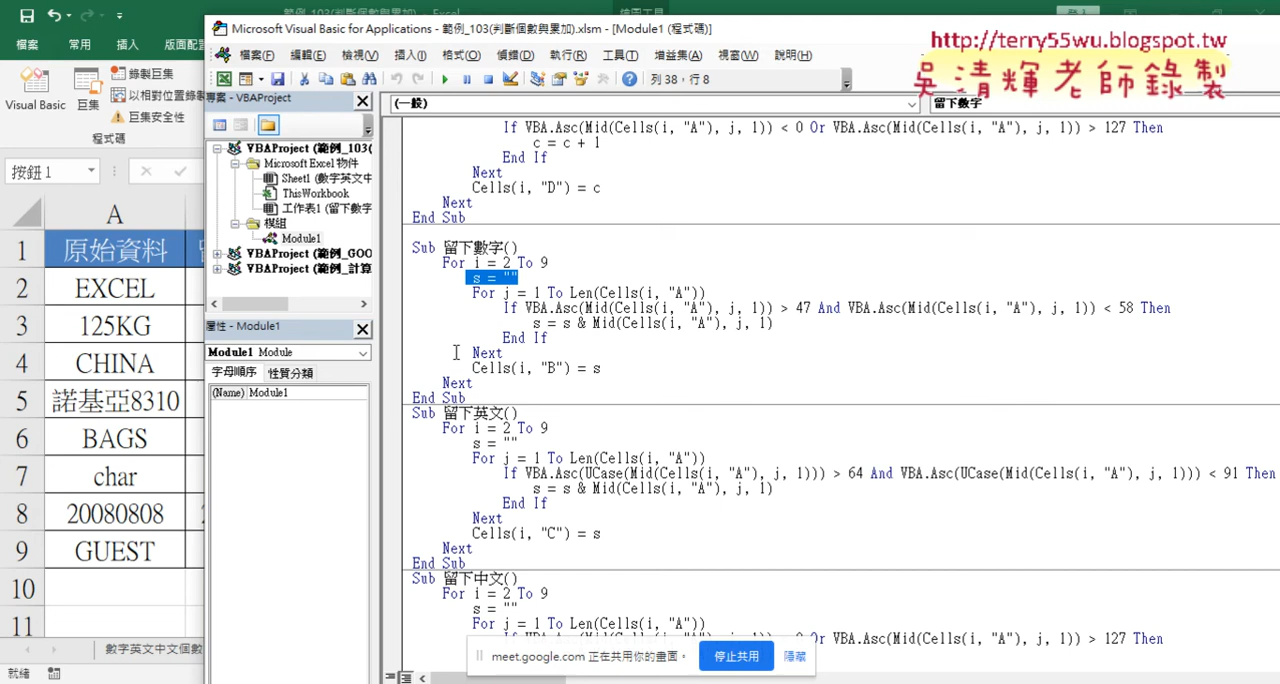 檔案 常用 插入 版面配
Visual Basic 巨集 錄製巨集
以相對位置錄
巨集安全性
程式碼
按鈕 1
A
1 原始資料
2 EXCEL
3 125KG
4 CHINA
5 諾基亞8310
6 BAGS
7 char
8 20080808
9 GUEST
10
11
數字英文中文個數
就緒
Microsoft Visual Basic for Applications - 範例_103(判斷個數與累加).xlsm - [Module1 (程式碼)]
http://terry55wu.blogspot.tw
吳清輝老師錄製
檔案(F) 編輯(E) 檢視(V) 插入(I) 格式(O) 偵錯(D) 執行(R) 工具(T) 增益集(A) 視窗(W) 說明(H)
列 38，行 8
專案 - VBAProject
VBAProject (範例_103(
Microsoft Excel 物件
Sheet1 (數字英文中
ThisWorkbook
工作表1 (留下數字
模組
Module1
VBAProject (範例_GOO
VBAProject (範例_計算
屬性 - Module1
Module1 Module
字母順序 性質分類
(Name) Module1
(一般) 留下數字
If VBA.Asc(Mid(Cells(i, "A"), j, 1)) < 0 Or VBA.Asc(Mid(Cells(i, "A"), j, 1)) > 127 Then
c = c + 1
End If
Next
Cells(i, "D") = c
Next
End Sub
Sub 留下數字()
For i = 2 To 9
s = ""
For j = 1 To Len(Cells(i, "A"))
If VBA.Asc(Mid(Cells(i, "A"), j, 1)) > 47 And VBA.Asc(Mid(Cells(i, "A"), j, 1)) < 58 Then
s = s & Mid(Cells(i, "A"), j, 1)
End If
Next
Cells(i, "B") = s
Next
End Sub
Sub 留下英文()
For i = 2 To 9
s = ""
For j = 1 To Len(Cells(i, "A"))
If VBA.Asc(UCase(Mid(Cells(i, "A"), j, 1))) > 64 And VBA.Asc(UCase(Mid(Cells(i, "A"), j, 1))) < 91 Then
s = s & Mid(Cells(i, "A"), j, 1)
End If
Next
Cells(i, "C") = s
Next
End Sub
Sub 留下中文()
For i = 2 To 9
s = ""
For j = 1 To Len(Cells(i, "A"))
Or VBA.Asc(Mid(Cells(i, "A"), j, 1)) > 127 Then
meet.google.com 正在共用你的畫面。 停止共用 隱藏